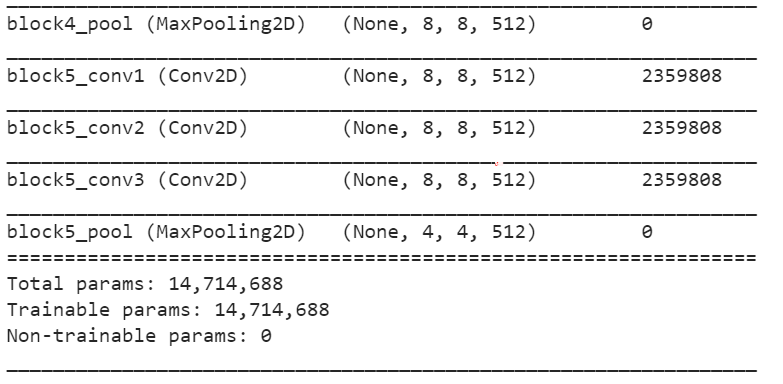 block4_pool (MaxPooling2D)   (None, 8, 8, 512)         0
block5_conv1 (Conv2D)        (None, 8, 8, 512)         2359808
block5_conv2 (Conv2D)        (None, 8, 8, 512)         2359808
block5_conv3 (Conv2D)        (None, 8, 8, 512)         2359808
block5_pool (MaxPooling2D)   (None, 4, 4, 512)         0
=================================================================
Total params: 14,714,688
Trainable params: 14,714,688
Non-trainable params: 0